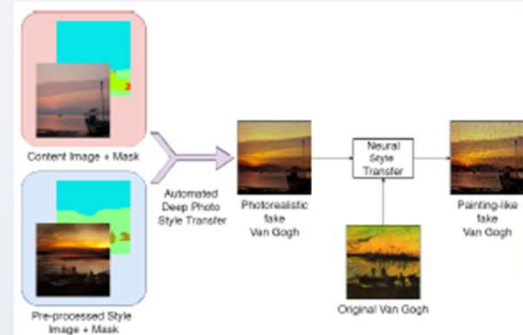 Content Image + Mask
Automated
Deep Photo
Style Transfer
Pre-processed Style
Image + Mask
Photorealistic
fake
Van Gogh
Neural
Style
Transfer
Original Van Gogh
Painting-like
fake
Van Gogh